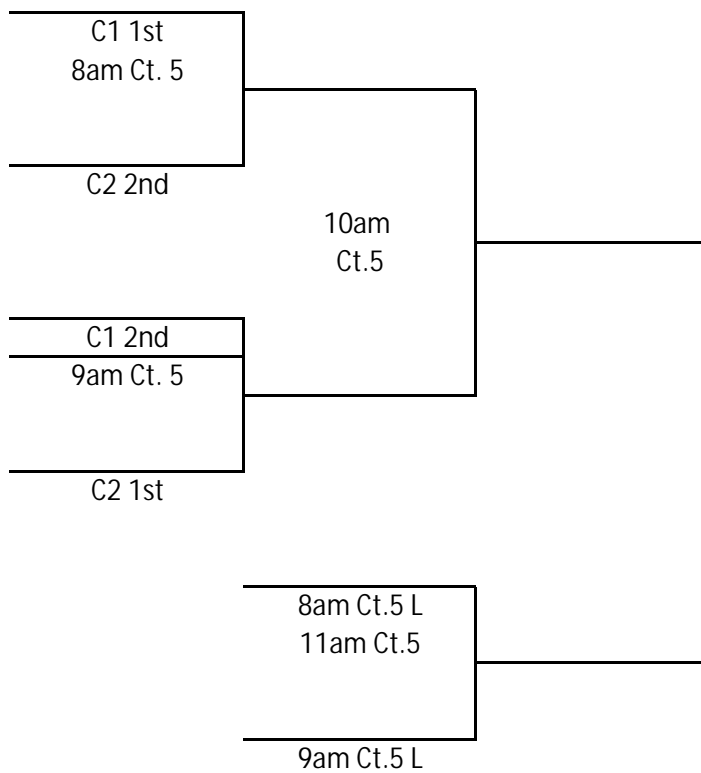 C1 1st
8am Ct. 5
C2 2nd
10am
Ct.5
C1 2nd
9am Ct. 5
C2 1st
8am Ct.5 L
11am Ct.5
9am Ct.5 L